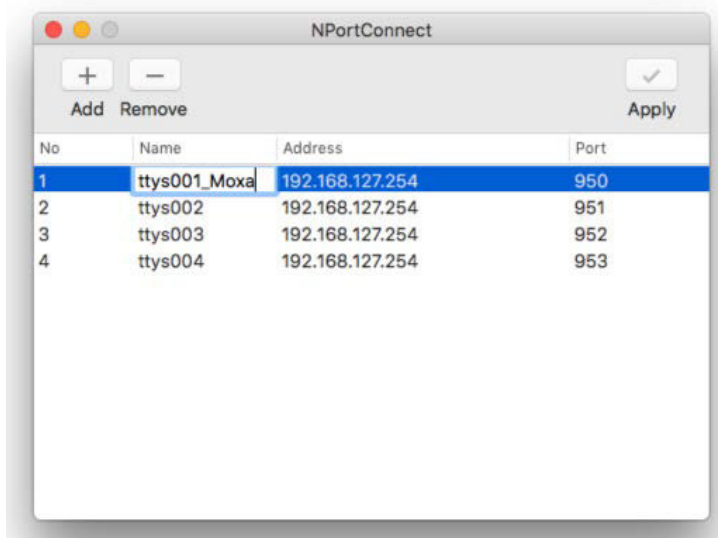 NPortConnect
Add Remove Apply
No Name Address Port
1 ttys001_Moxa 192.168.127.254 950
2 ttys002 192.168.127.254 951
3 ttys003 192.168.127.254 952
4 ttys004 192.168.127.254 953